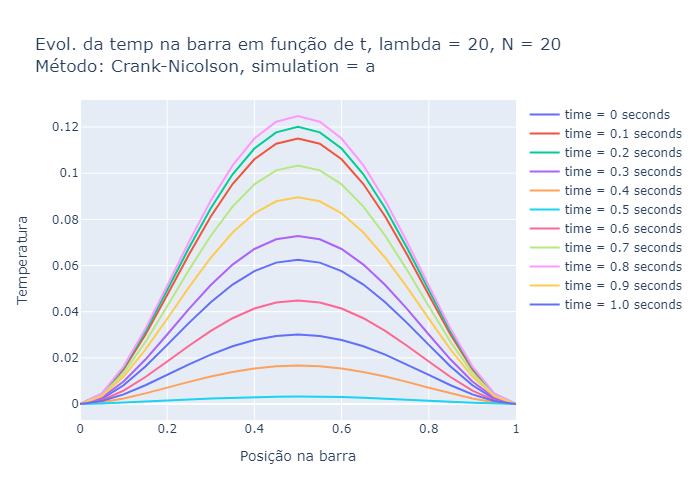 Evol. da temp na barra em função de t, lambda = 20, N = 20
Método: Crank-Nicolson, simulation = a
0.12
0.1
0.08
0.06
0.04
0.02
0
Temperatura
0
0.2
0.4
0.6
0.8
1
Posição na barra
time = 0 seconds
time = 0.1 seconds
time = 0.2 seconds
time = 0.3 seconds
time = 0.4 seconds
time = 0.5 seconds
time = 0.6 seconds
time = 0.7 seconds
time = 0.8 seconds
time = 0.9 seconds
time = 1.0 seconds